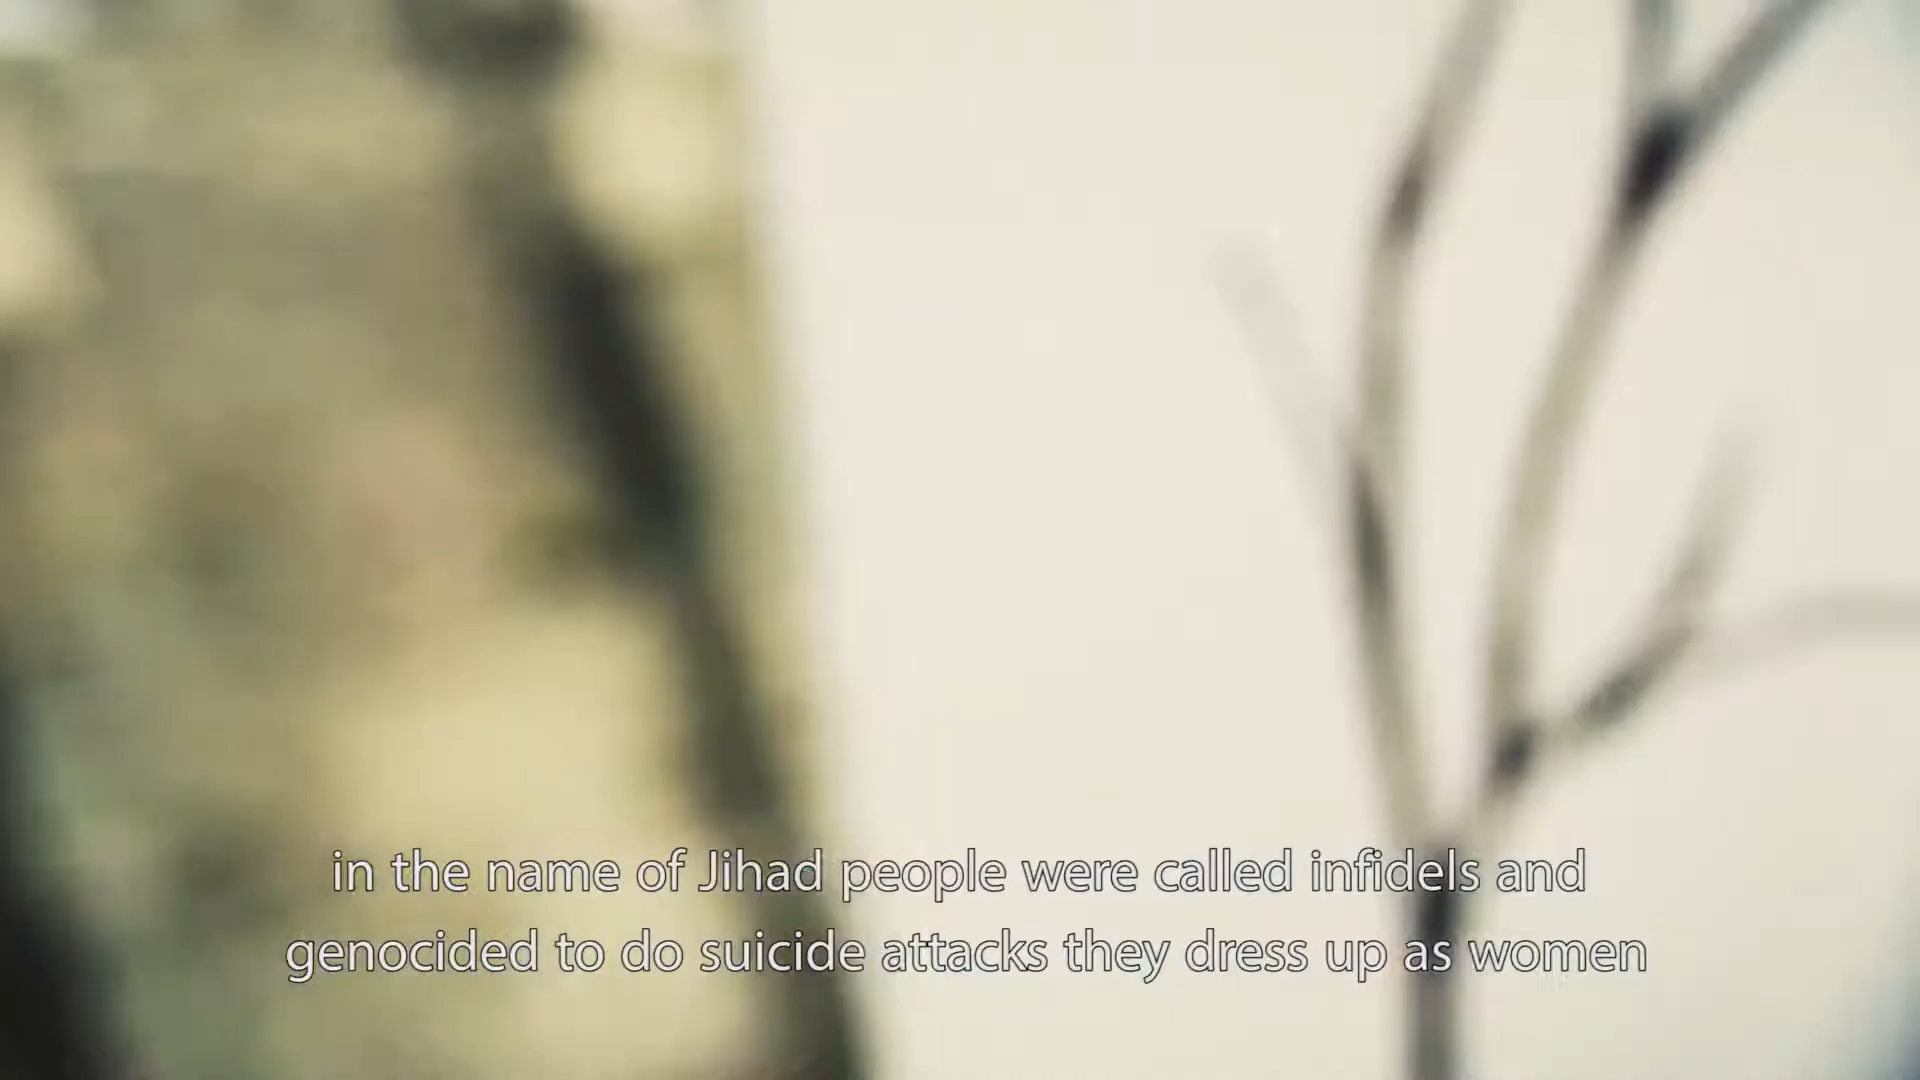 in the name of Jihad people were called infidels and
genocided to do suicide attacks they dress up as women